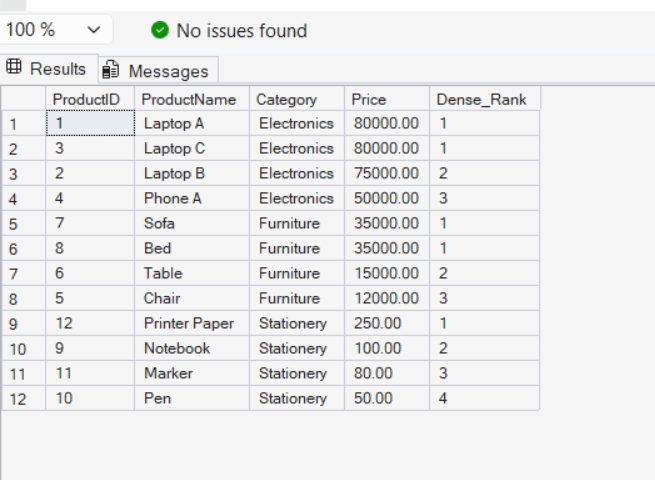 100 % No issues found
Results Messages
ProductID ProductName Category Price Dense_Rank
1 1 Laptop A Electronics 80000.00 1
2 3 Laptop C Electronics 80000.00 1
3 2 Laptop B Electronics 75000.00 2
4 4 Phone A Electronics 50000.00 3
5 7 Sofa Furniture 35000.00 1
6 8 Bed Furniture 35000.00 1
7 6 Table Furniture 15000.00 2
8 5 Chair Furniture 12000.00 3
9 12 Printer Paper Stationery 250.00 1
10 9 Notebook Stationery 100.00 2
11 11 Marker Stationery 80.00 3
12 10 Pen Stationery 50.00 4